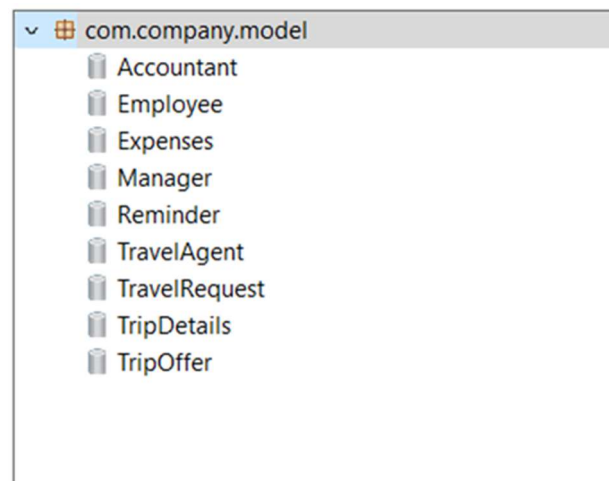 com.company.model
Accountant
Employee
Expenses
Manager
Reminder
TravelAgent
TravelRequest
TripDetails
TripOffer